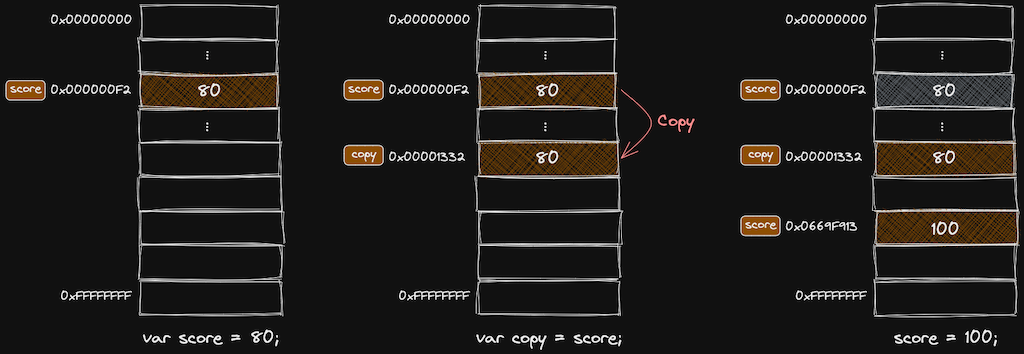 0x00000000
⋮
score 0x000000F2 80
⋮
0xFFFFFFFF
var score = 80;
0x00000000
⋮
score 0x000000F2 80
⋮
Copy
copy 0x00001332 80
0xFFFFFFFF
var copy = score;
0x00000000
⋮
score 0x000000F2 80
⋮
copy 0x00001332 80
score 0x0669F913 100
0xFFFFFFFF
score = 100;